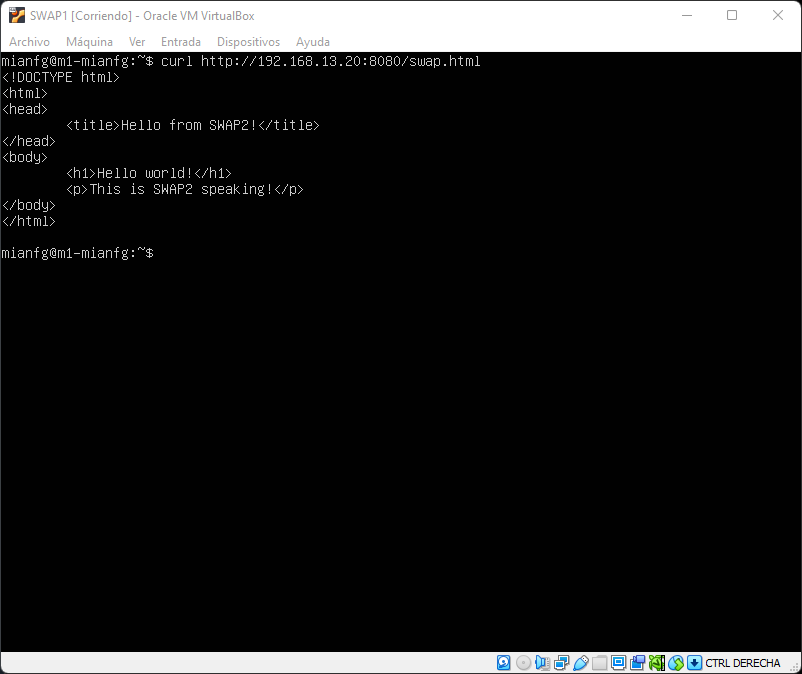 SWAP1 [Corriendo] - Oracle VM VirtualBox
Archivo Máquina Ver Entrada Dispositivos Ayuda
mianfg@m1-mianfg:~$ curl http://192.168.13.20:8080/swap.html
<!DOCTYPE html>
<html>
<head>
<title>Hello from SWAP2!</title>
</head>
<body>
<h1>Hello world!</h1>
<p>This is SWAP2 speaking!</p>
</body>
</html>
mianfg@m1-mianfg:~$
CTRL DERECHA